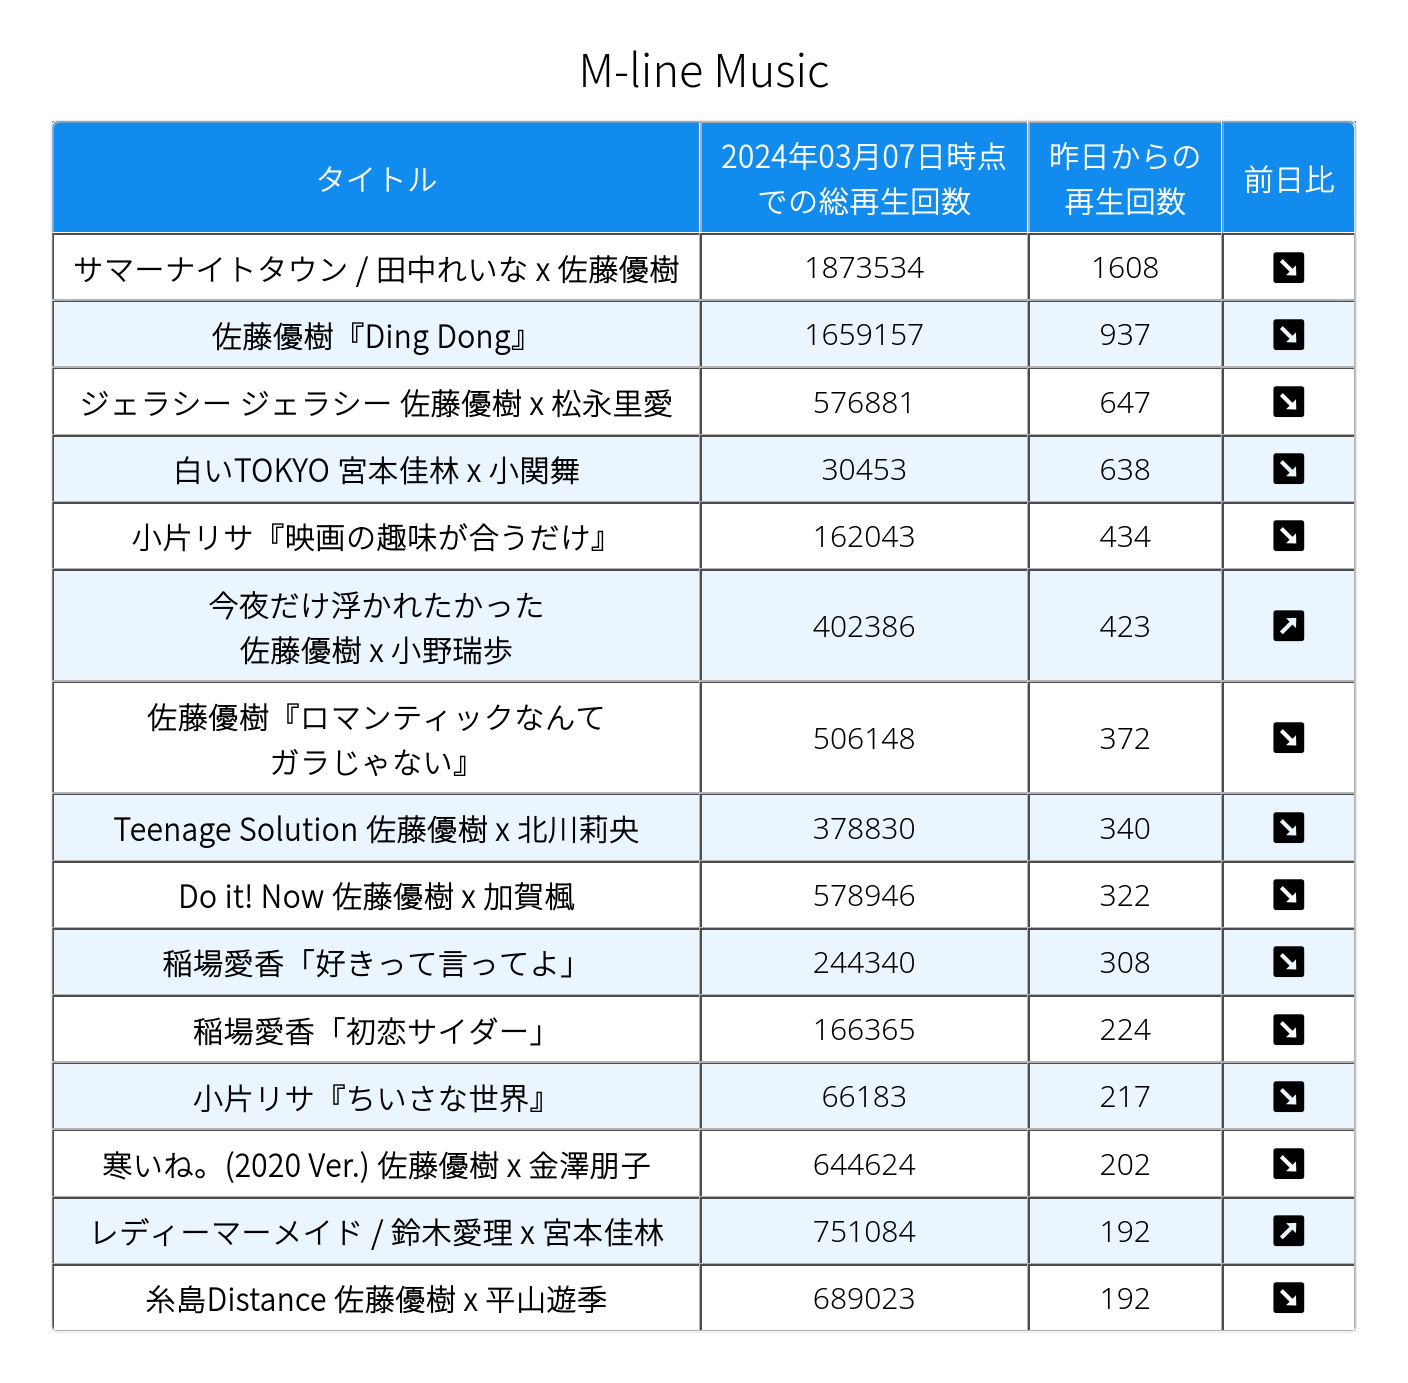 M-line Music
タイトル
2024年03月07日時点
での総再生回数
昨日からの
再生回数
前日比
サマーナイトタウン / 田中れいな x 佐藤優樹
1873534
1608
佐藤優樹『Ding Dong』
1659157
937
ジェラシー ジェラシー 佐藤優樹 x 松永里愛
576881
647
白いTOKYO 宮本佳林 x 小関舞
30453
638
小片リサ『映画の趣味が合うだけ』
162043
434
今夜だけ浮かれたかった
佐藤優樹 x 小野瑞歩
402386
423
佐藤優樹『ロマンティックなんて
ガラじゃない』
506148
372
Teenage Solution 佐藤優樹 x 北川莉央
378830
340
Do it! Now 佐藤優樹 x 加賀楓
578946
322
稲場愛香「好きって言ってよ」
244340
308
稲場愛香「初恋サイダー」
166365
224
小片リサ『ちいさな世界』
66183
217
寒いね。(2020 Ver.) 佐藤優樹 x 金澤朋子
644624
202
レディーマーメイド / 鈴木愛理 x 宮本佳林
751084
192
糸島Distance 佐藤優樹 x 平山遊季
689023
192